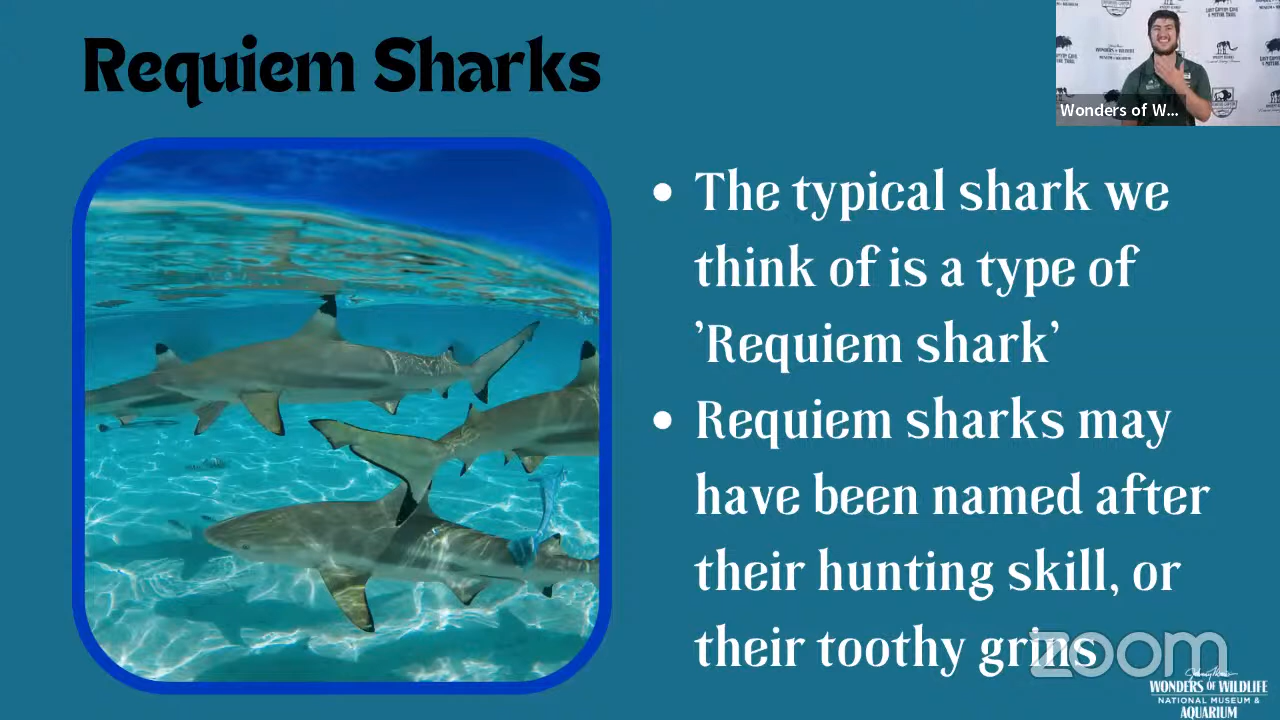 Requiem Sharks
Wonders of W...
• The typical shark we
think of is a type of
’Requiem shark’
• Requiem sharks may
have been named after
their hunting skill, or
their toothy grins
zoom
WONDERS OF WILDLIFE
NATIONAL MUSEUM &
AQUARIUM